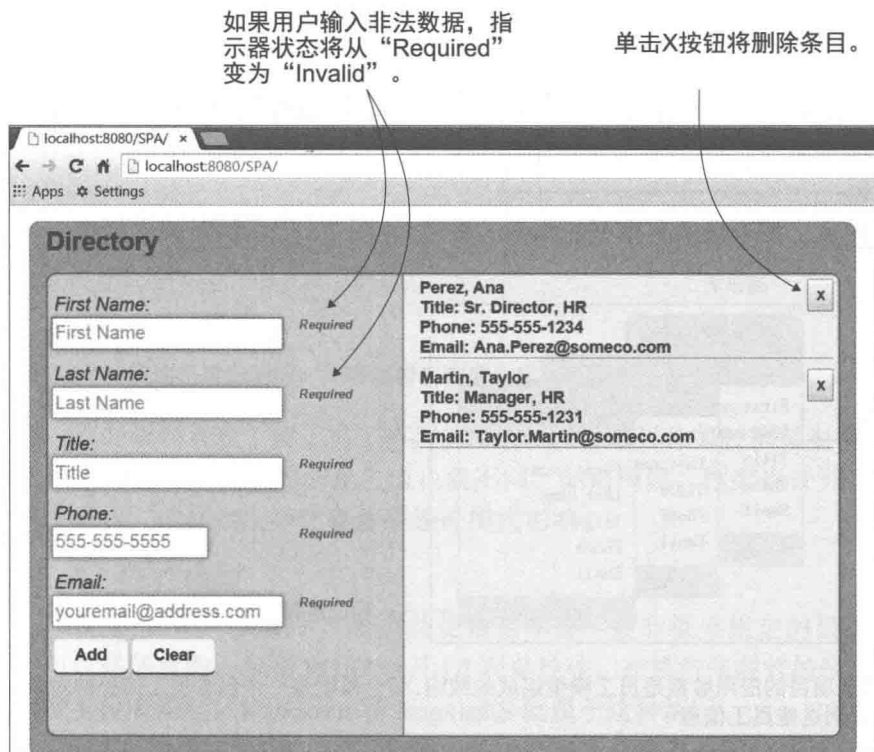 如果用户输入非法数据，指
示器状态将从“Required”
变为“Invalid”。
单击X按钮将删除条目。
localhost:8080/SPA/ ×
localhost:8080/SPA/
Apps Settings
Directory
First Name:
First Name
Required
Last Name:
Last Name
Required
Title:
Title
Required
Phone:
555-555-5555
Required
Email:
youremail@address.com
Required
Add Clear
Perez, Ana
Title: Sr. Director, HR
Phone: 555-555-1234
Email: Ana.Perez@someco.com
x
Martin, Taylor
Title: Manager, HR
Phone: 555-555-1231
Email: Taylor.Martin@someco.com
x